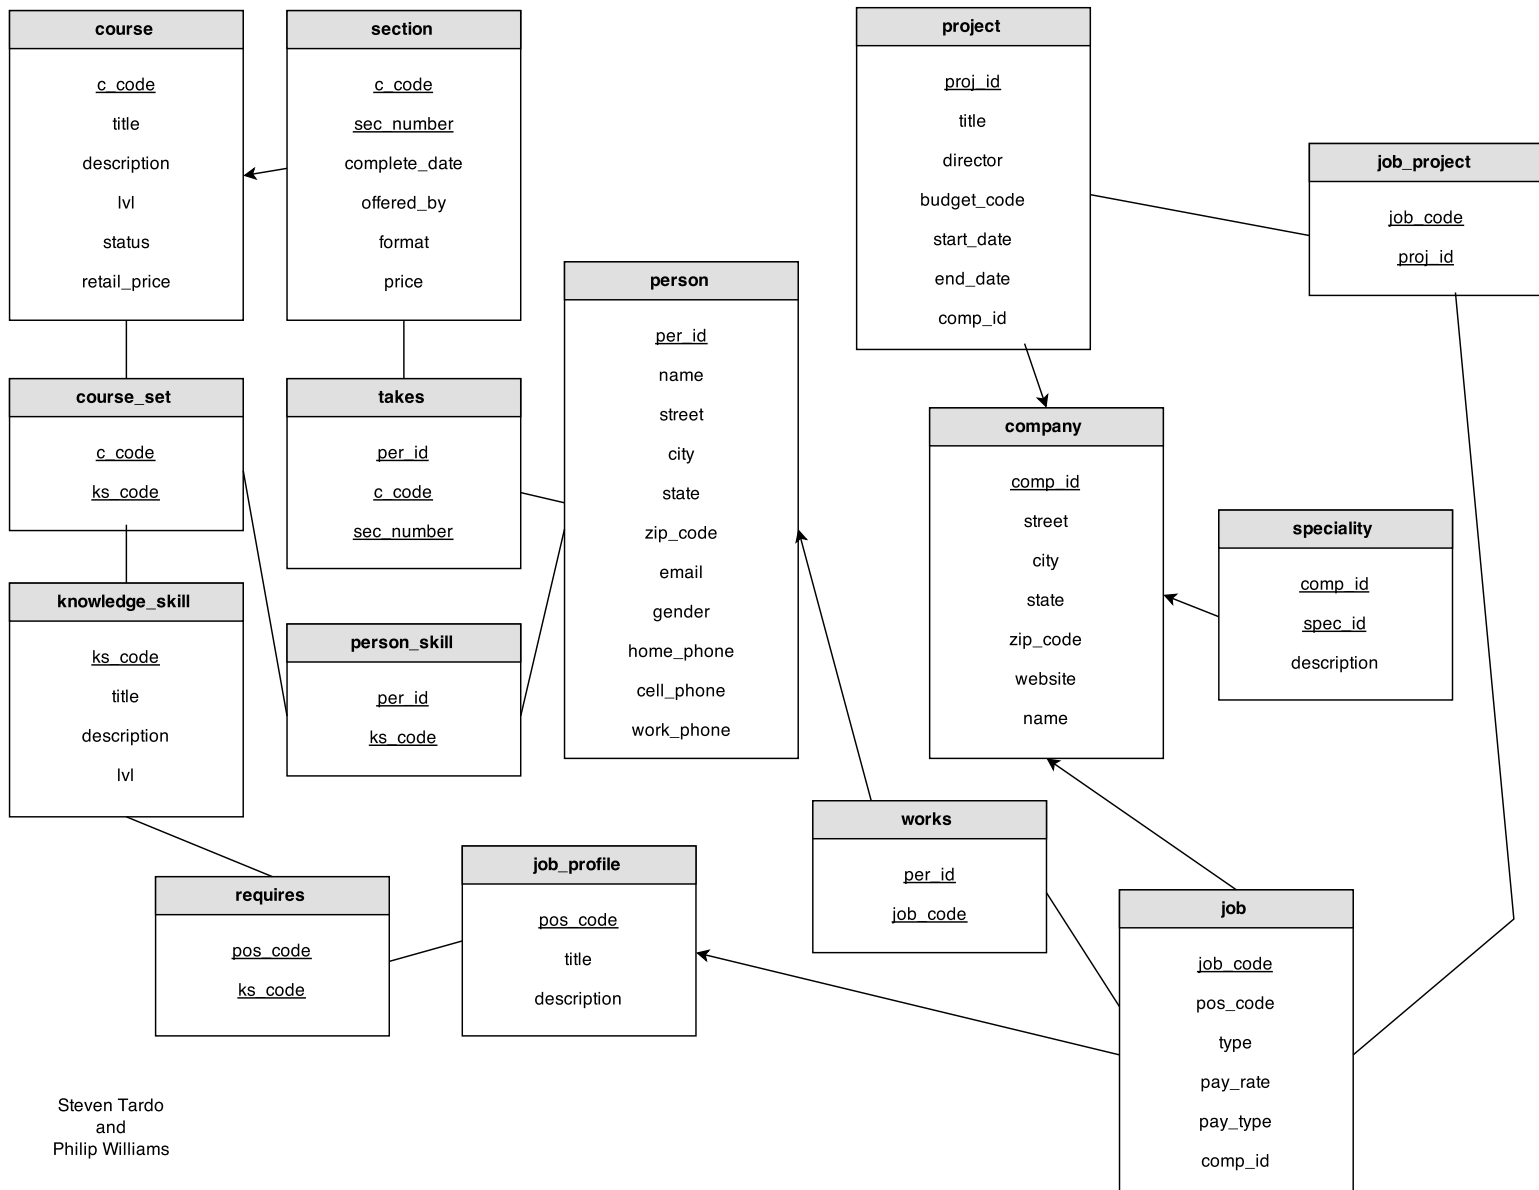 course
c_code
title
description
lvl
status
retail_price
section
c_code
sec_number
complete_date
offered_by
format
price
project
proj_id
title
director
budget_code
start_date
end_date
comp_id
job_project
job_code
proj_id
person
per_id
name
street
city
state
zip_code
email
gender
home_phone
cell_phone
work_phone
course_set
c_code
ks_code
takes
per_id
c_code
sec_number
company
comp_id
street
city
state
zip_code
website
name
speciality
comp_id
spec_id
description
knowledge_skill
ks_code
title
description
lvl
person_skill
per_id
ks_code
works
per_id
job_code
job_profile
pos_code
title
description
requires
pos_code
ks_code
job
job_code
pos_code
type
pay_rate
pay_type
comp_id
Steven Tardo
and
Philip Williams